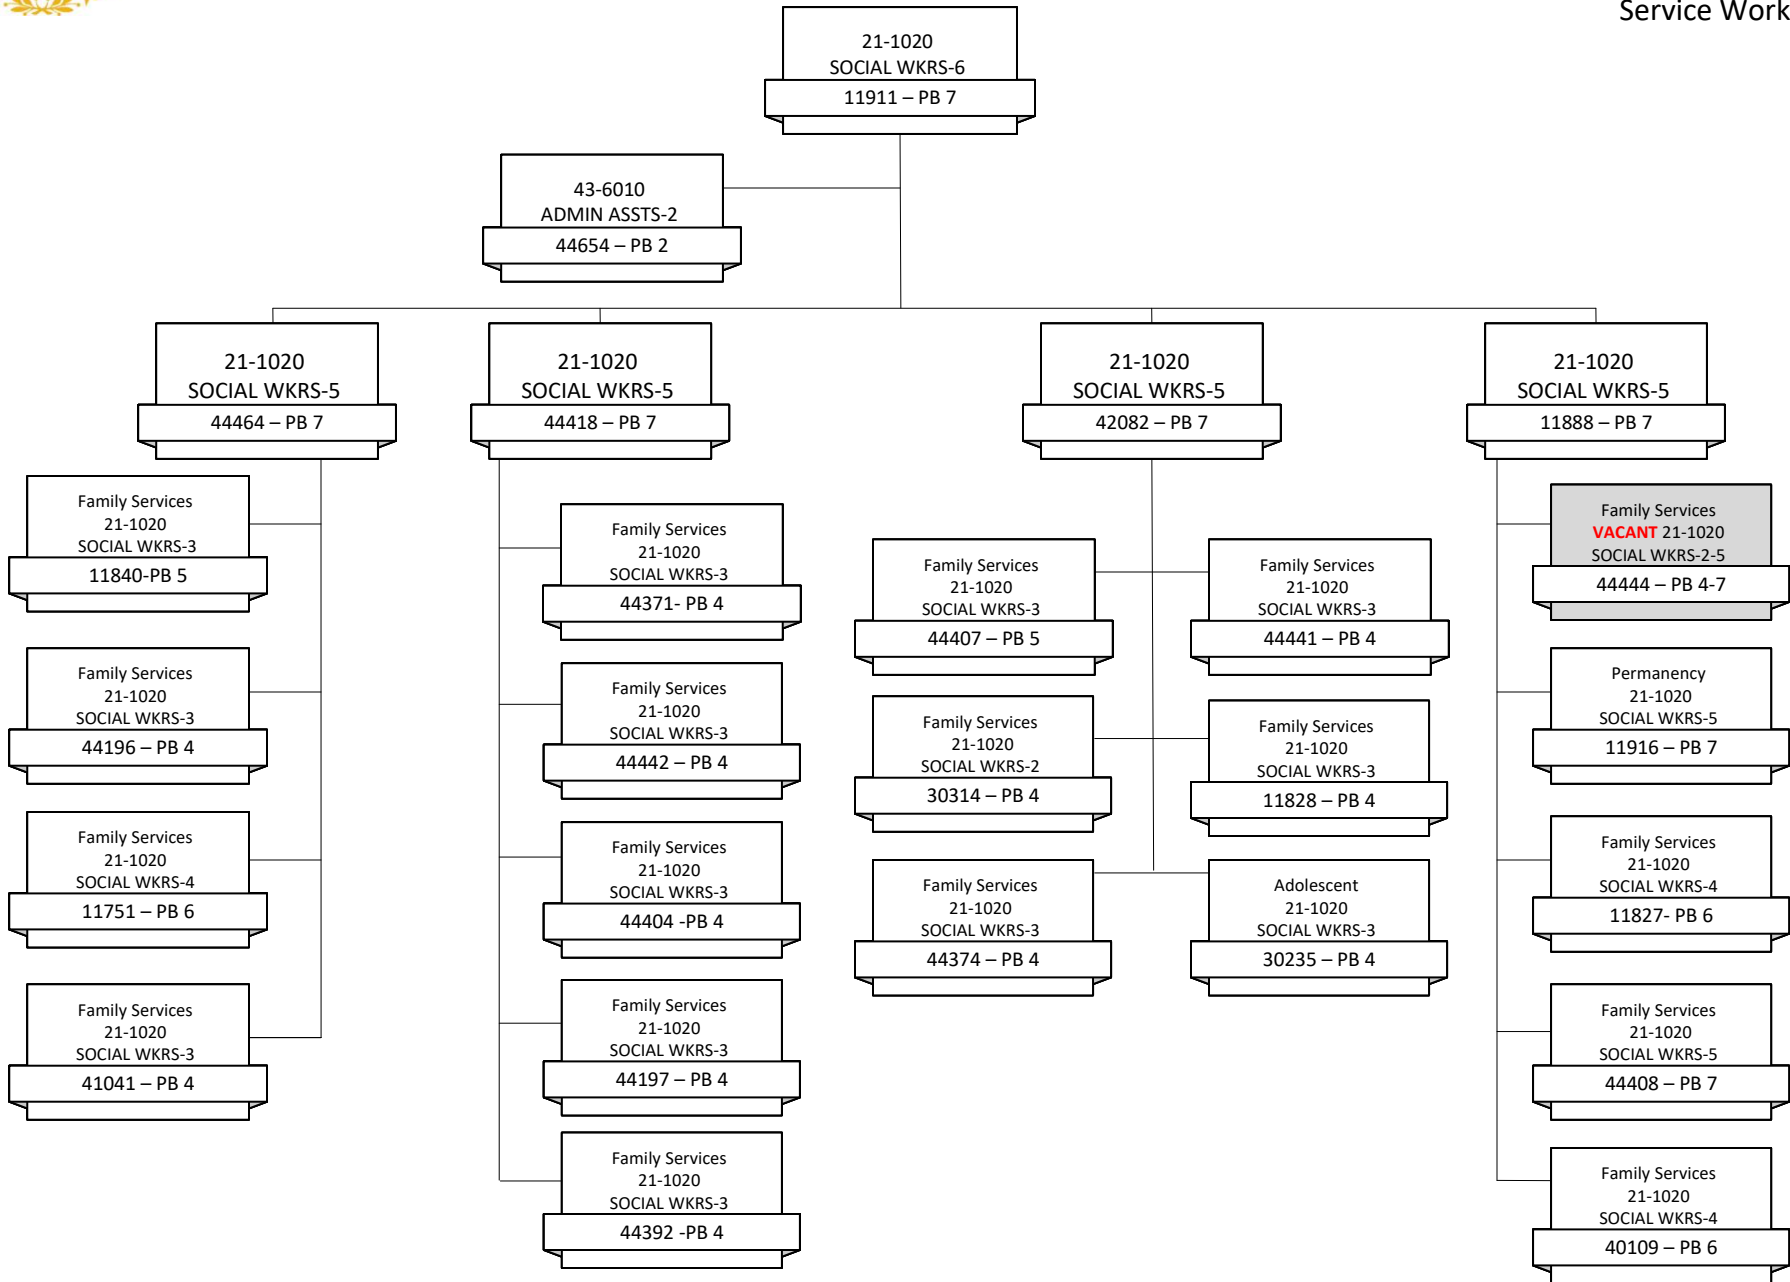 Service Work
21-1020
SOCIAL WKRS-6
11911 – PB 7
43-6010
ADMIN ASSTS-2
44654 – PB 2
21-1020
SOCIAL WKRS-5
44464 – PB 7
21-1020
SOCIAL WKRS-5
44418 – PB 7
21-1020
SOCIAL WKRS-5
42082 – PB 7
21-1020
SOCIAL WKRS-5
11888 – PB 7
Family Services
21-1020
SOCIAL WKRS-3
11840-PB 5
Family Services
21-1020
SOCIAL WKRS-3
44196 – PB 4
Family Services
21-1020
SOCIAL WKRS-4
11751 – PB 6
Family Services
21-1020
SOCIAL WKRS-3
41041 – PB 4
Family Services
21-1020
SOCIAL WKRS-3
44371- PB 4
Family Services
21-1020
SOCIAL WKRS-3
44442 – PB 4
Family Services
21-1020
SOCIAL WKRS-3
44404 -PB 4
Family Services
21-1020
SOCIAL WKRS-3
44197 – PB 4
Family Services
21-1020
SOCIAL WKRS-3
44392 -PB 4
Family Services
21-1020
SOCIAL WKRS-3
44407 – PB 5
Family Services
21-1020
SOCIAL WKRS-3
44441 – PB 4
Family Services
21-1020
SOCIAL WKRS-2
30314 – PB 4
Family Services
21-1020
SOCIAL WKRS-3
11828 – PB 4
Family Services
21-1020
SOCIAL WKRS-3
44374 – PB 4
Adolescent
21-1020
SOCIAL WKRS-3
30235 – PB 4
Family Services
VACANT 21-1020
SOCIAL WKRS-2-5
44444 – PB 4-7
Permanency
21-1020
SOCIAL WKRS-5
11916 – PB 7
Family Services
21-1020
SOCIAL WKRS-4
11827- PB 6
Family Services
21-1020
SOCIAL WKRS-5
44408 – PB 7
Family Services
21-1020
SOCIAL WKRS-4
40109 – PB 6